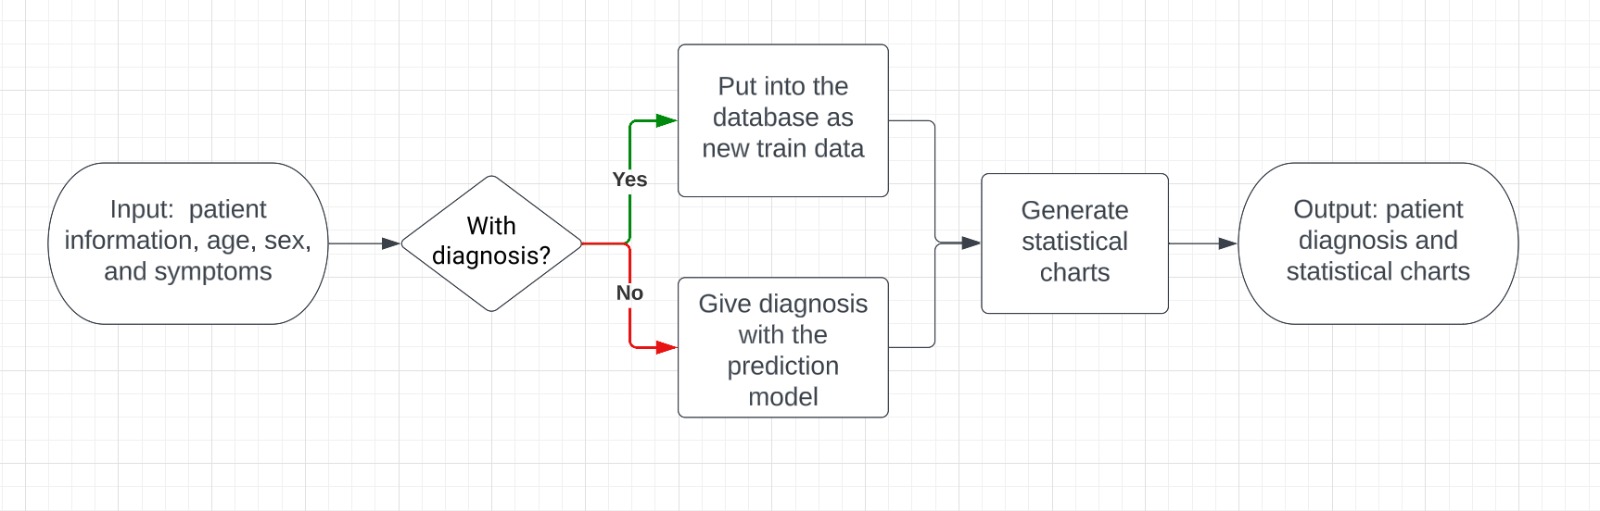 Input:  patient
information, age, sex,
and symptoms
With
diagnosis?
Yes
No
Put into the
database as
new train data
Give diagnosis
with the
prediction
model
Generate
statistical
charts
Output: patient
diagnosis and
statistical charts